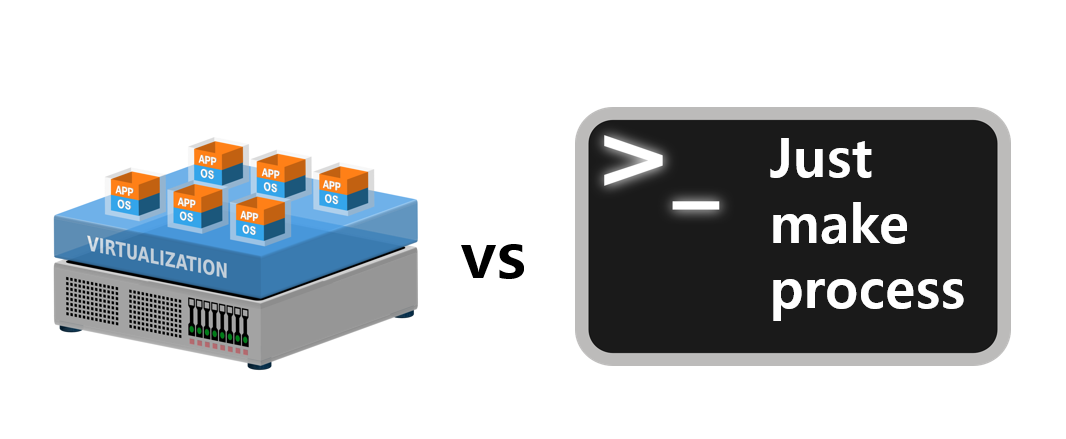 APP
OS
APP
OS
APP
OS
APP
OS
APP
OS
APP
OS
VIRTUALIZATION
vs
>_
Just
make
process